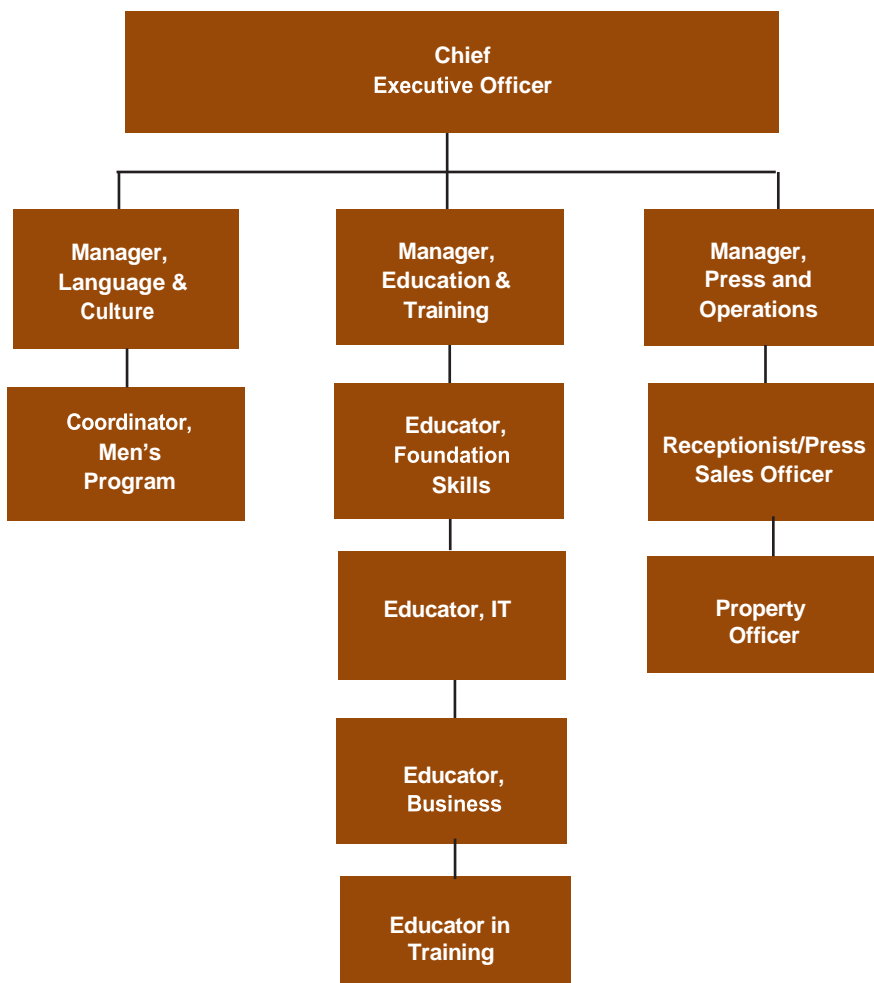 Chief
Executive Officer
Manager,
Language &
Culture
Manager,
Education &
Training
Manager,
Press and
Operations
Coordinator,
Men's
Program
Educator,
Foundation
Skills
Receptionist/Press
Sales Officer
Educator, IT
Property
Officer
Educator,
Business
Educator in
Training